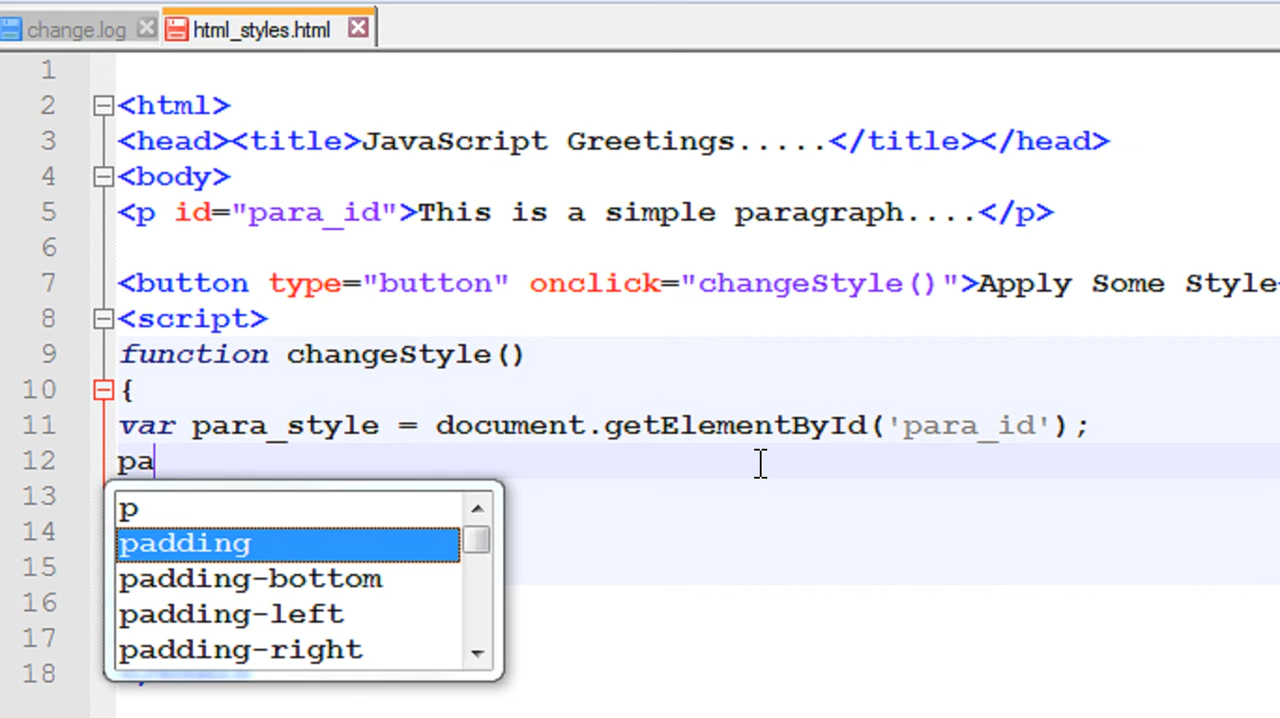 change.log html_styles.html
1
2 <html>
3 <head><title>JavaScript Greetings.....</title></head>
4 <body>
5 <p id="para_id">This is a simple paragraph....</p>
6
7 <button type="button" onclick="changeStyle()">Apply Some Style
8 <script>
9 function changeStyle()
10 {
11 var para_style = document.getElementById('para_id');
12 pa
13
14
15
16
17
18
p
padding
padding-bottom
padding-left
padding-right